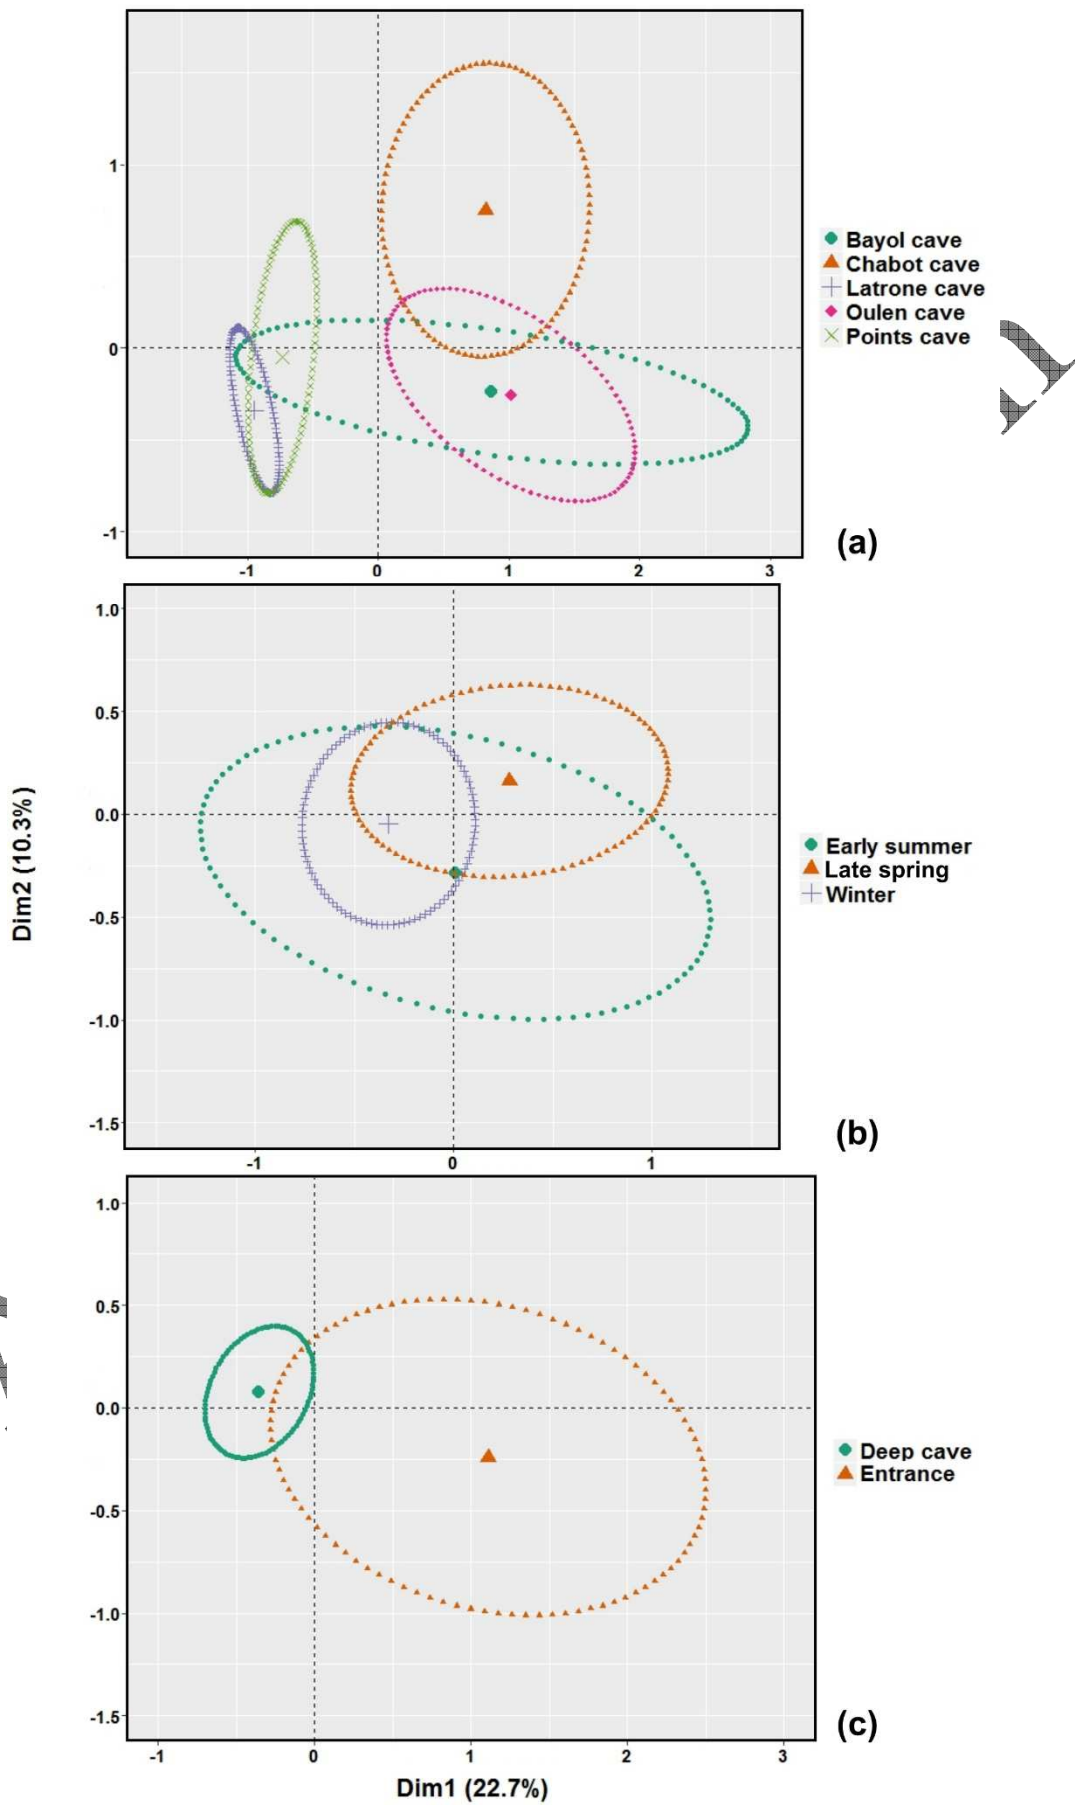 1
0
-1
Bayol cave
Chabot cave
Latrone cave
Oulen cave
Points cave
(a)
-1 0 1 2 3
1.0
0.5
0.0
-0.5
-1.0
-1.5
Early summer
Late spring
Winter
(b)
-1 0 1
Dim2 (10.3%)
1.0
0.5
0.0
-0.5
-1.0
-1.5
Deep cave
Entrance
(c)
-1 0 1 2 3
Dim1 (22.7%)